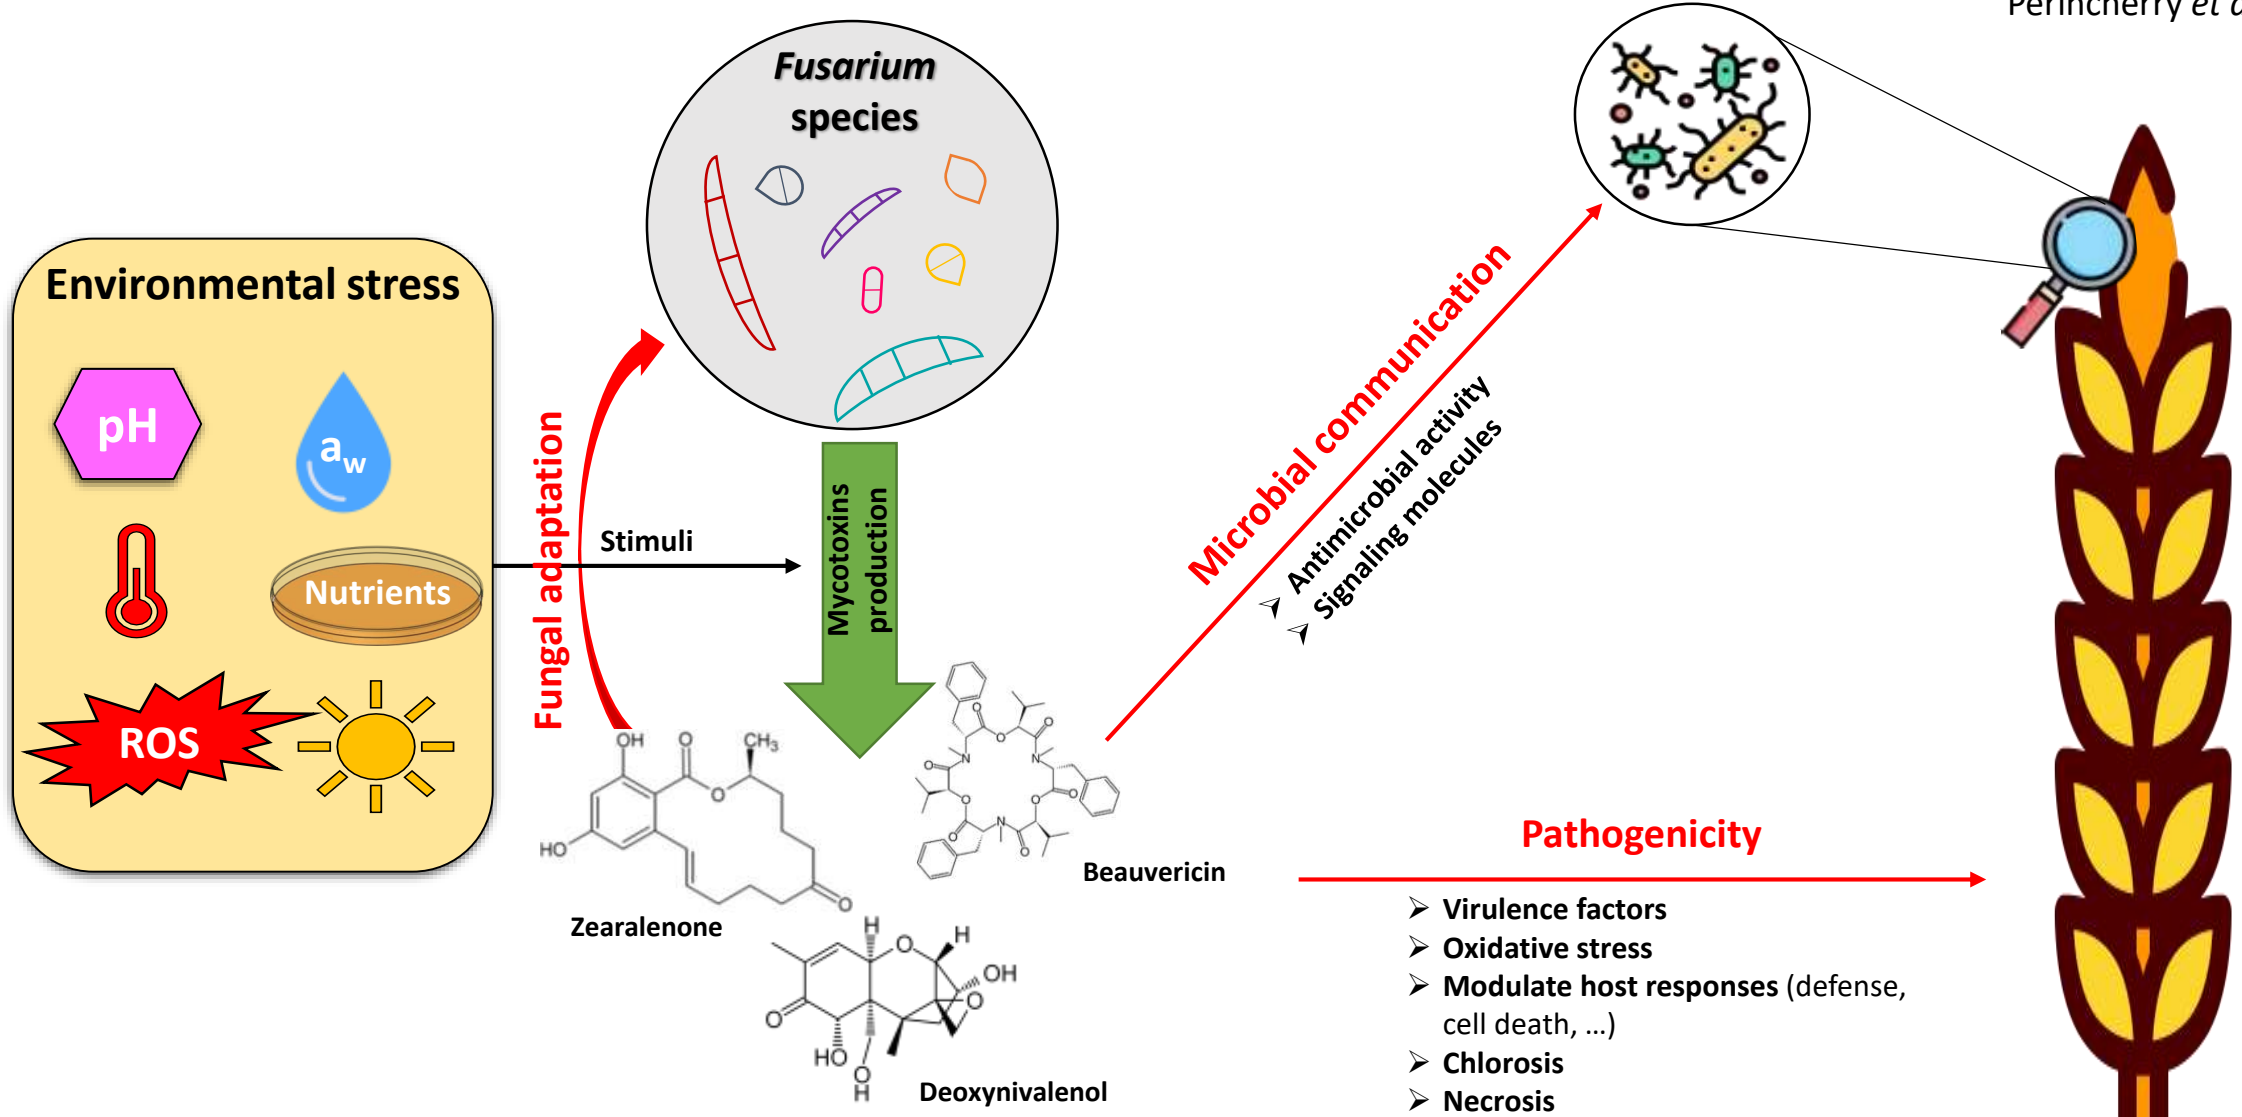 Perincherry et a
Fusarium
species
Environmental stress
pH
aw
Nutrients
ROS
Fungal adaptation
Stimuli
Mycotoxins
production
Microbial communication
➢ Antimicrobial activity
➢ Signaling molecules
OH
O
CH3
O
HO
O
Zearalenone
O
O
O
N
O
N
O
O
O
O
N
O
O
Beauvericin
H
O
H
OH
O
O
HO
O
H
Deoxynivalenol
Pathogenicity
➢ Virulence factors
➢ Oxidative stress
➢ Modulate host responses (defense,
cell death, ...)
➢ Chlorosis
➢ Necrosis